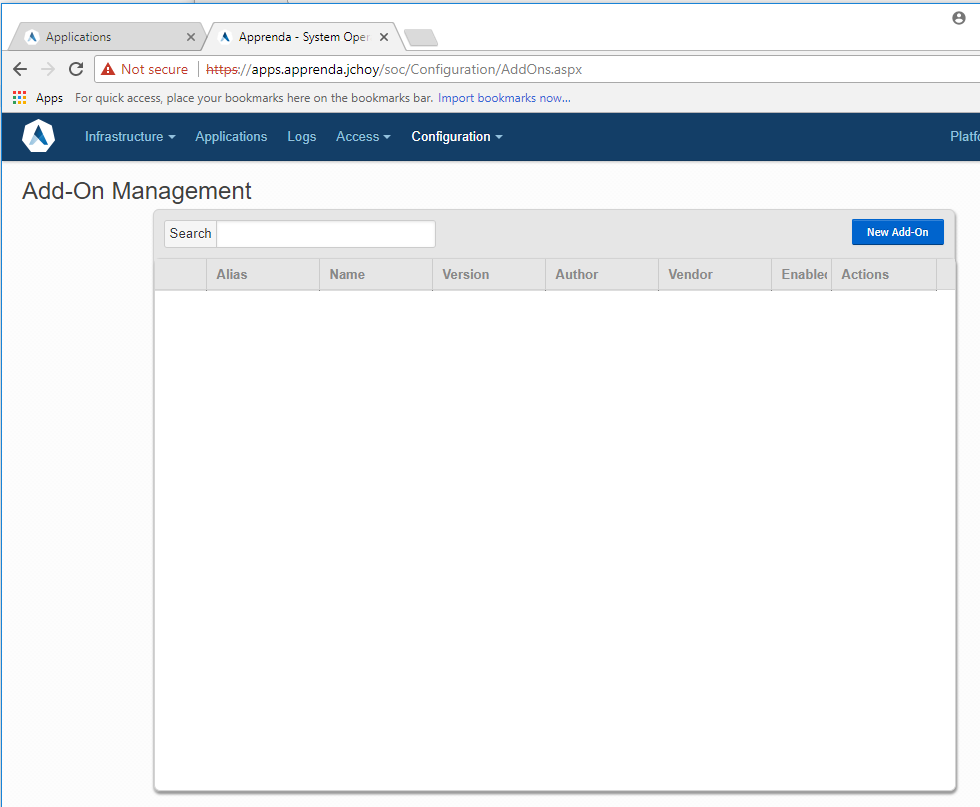 Applications
Apprenda - System Oper
Not secure https://apps.apprenda.jchoy/soc/Configuration/AddOns.aspx
Apps For quick access, place your bookmarks here on the bookmarks bar. Import bookmarks now...
Infrastructure Applications Logs Access Configuration Platfo
Add-On Management
Search New Add-On
Alias Name Version Author Vendor Enabled Actions